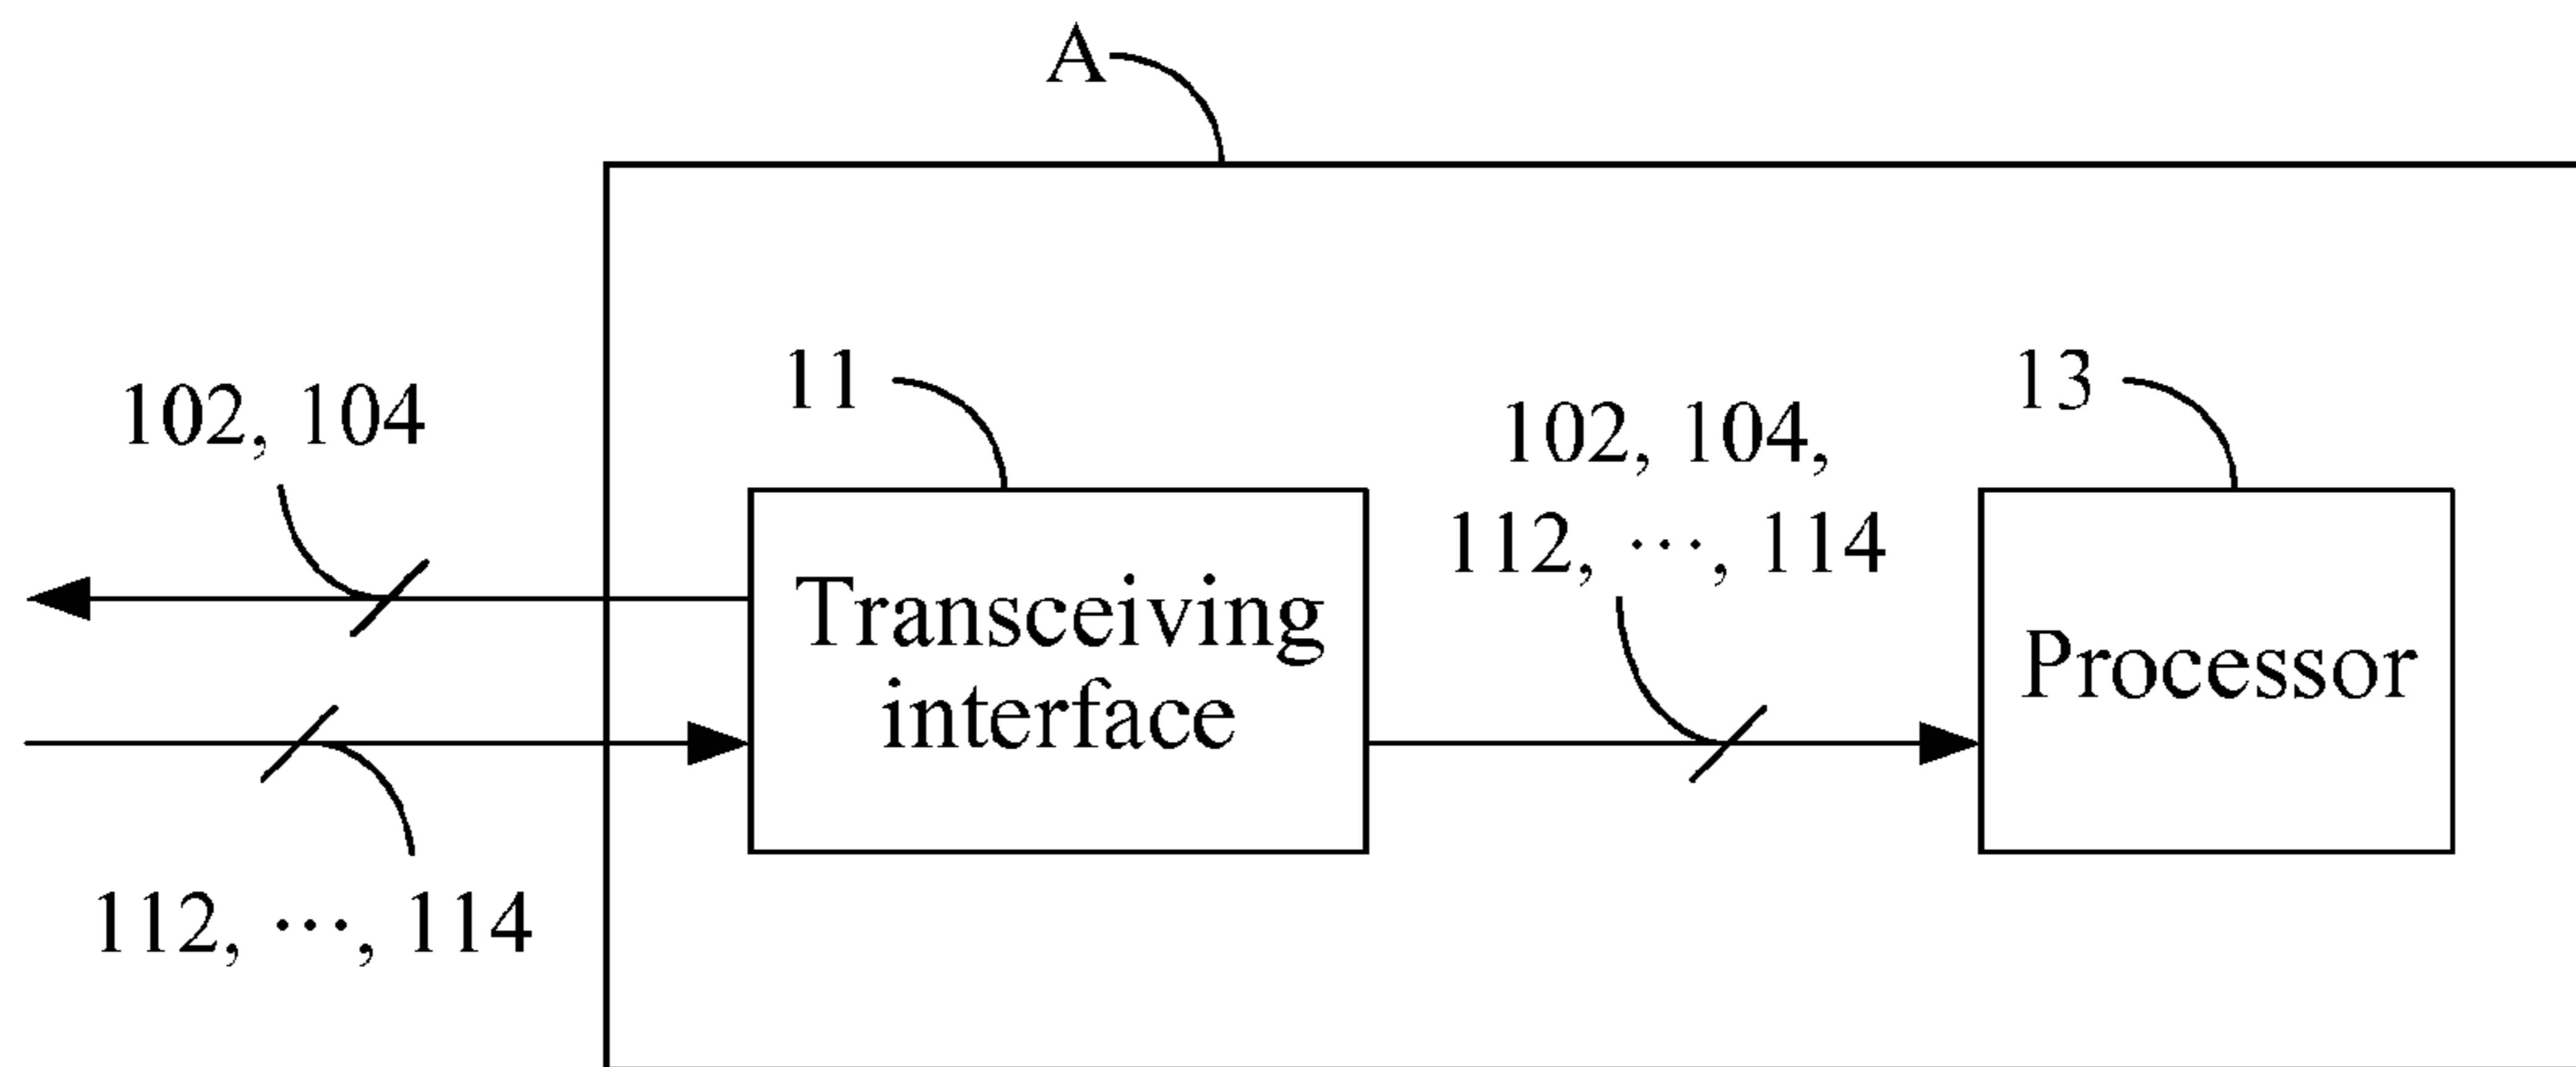 A
11
13
102, 104
102, 104,
112, ···, 114
Transceiving
interface
Processor
112, ···, 114